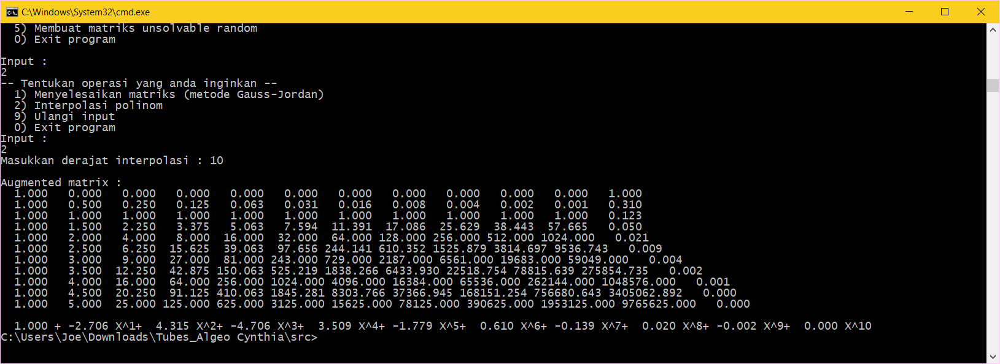 C:\Windows\System32\cmd.exe
5) Membuat matriks unsolvable random
0) Exit program
Input :
2
-- Tentukan operasi yang anda inginkan --
1) Menyelesaikan matriks (metode Gauss-Jordan)
2) Interpolasi polinom
9) Ulangi input
0) Exit program
Input :
2
Masukkan derajat interpolasi : 10
Augmented matrix :
1.000 0.000 0.000 0.000 0.000 0.000 0.000 0.000 0.000 0.000 0.000 1.000
1.000 0.500 0.250 0.125 0.063 0.031 0.016 0.008 0.004 0.002 0.001 0.310
1.000 1.000 1.000 1.000 1.000 1.000 1.000 1.000 1.000 1.000 1.000 0.123
1.000 1.500 2.250 3.375 5.063 7.594 11.391 17.086 25.629 38.443 57.665 0.050
1.000 2.000 4.000 8.000 16.000 32.000 64.000 128.000 256.000 512.000 1024.000 0.021
1.000 2.500 6.250 15.625 39.063 97.656 244.141 610.352 1525.879 3814.697 9536.743 0.009
1.000 3.000 9.000 27.000 81.000 243.000 729.000 2187.000 6561.000 19683.000 59049.000 0.004
1.000 3.500 12.250 42.875 150.063 525.219 1838.266 6433.930 22518.754 78815.639 275854.735 0.002
1.000 4.000 16.000 64.000 256.000 1024.000 4096.000 16384.000 65536.000 262144.000 1048576.000 0.001
1.000 4.500 20.250 91.125 410.063 1845.281 8303.766 37366.945 168151.254 756680.643 3405062.892 0.000
1.000 5.000 25.000 125.000 625.000 3125.000 15625.000 78125.000 390625.000 1953125.000 9765625.000 0.000
1.000 + -2.706 X^1+ 4.315 X^2+ -4.706 X^3+ 3.509 X^4+ -1.779 X^5+ 0.610 X^6+ -0.139 X^7+ 0.020 X^8+ -0.002 X^9+ 0.000 X^10
C:\Users\Joe\Downloads\Tubes_Algeo Cynthia\src>